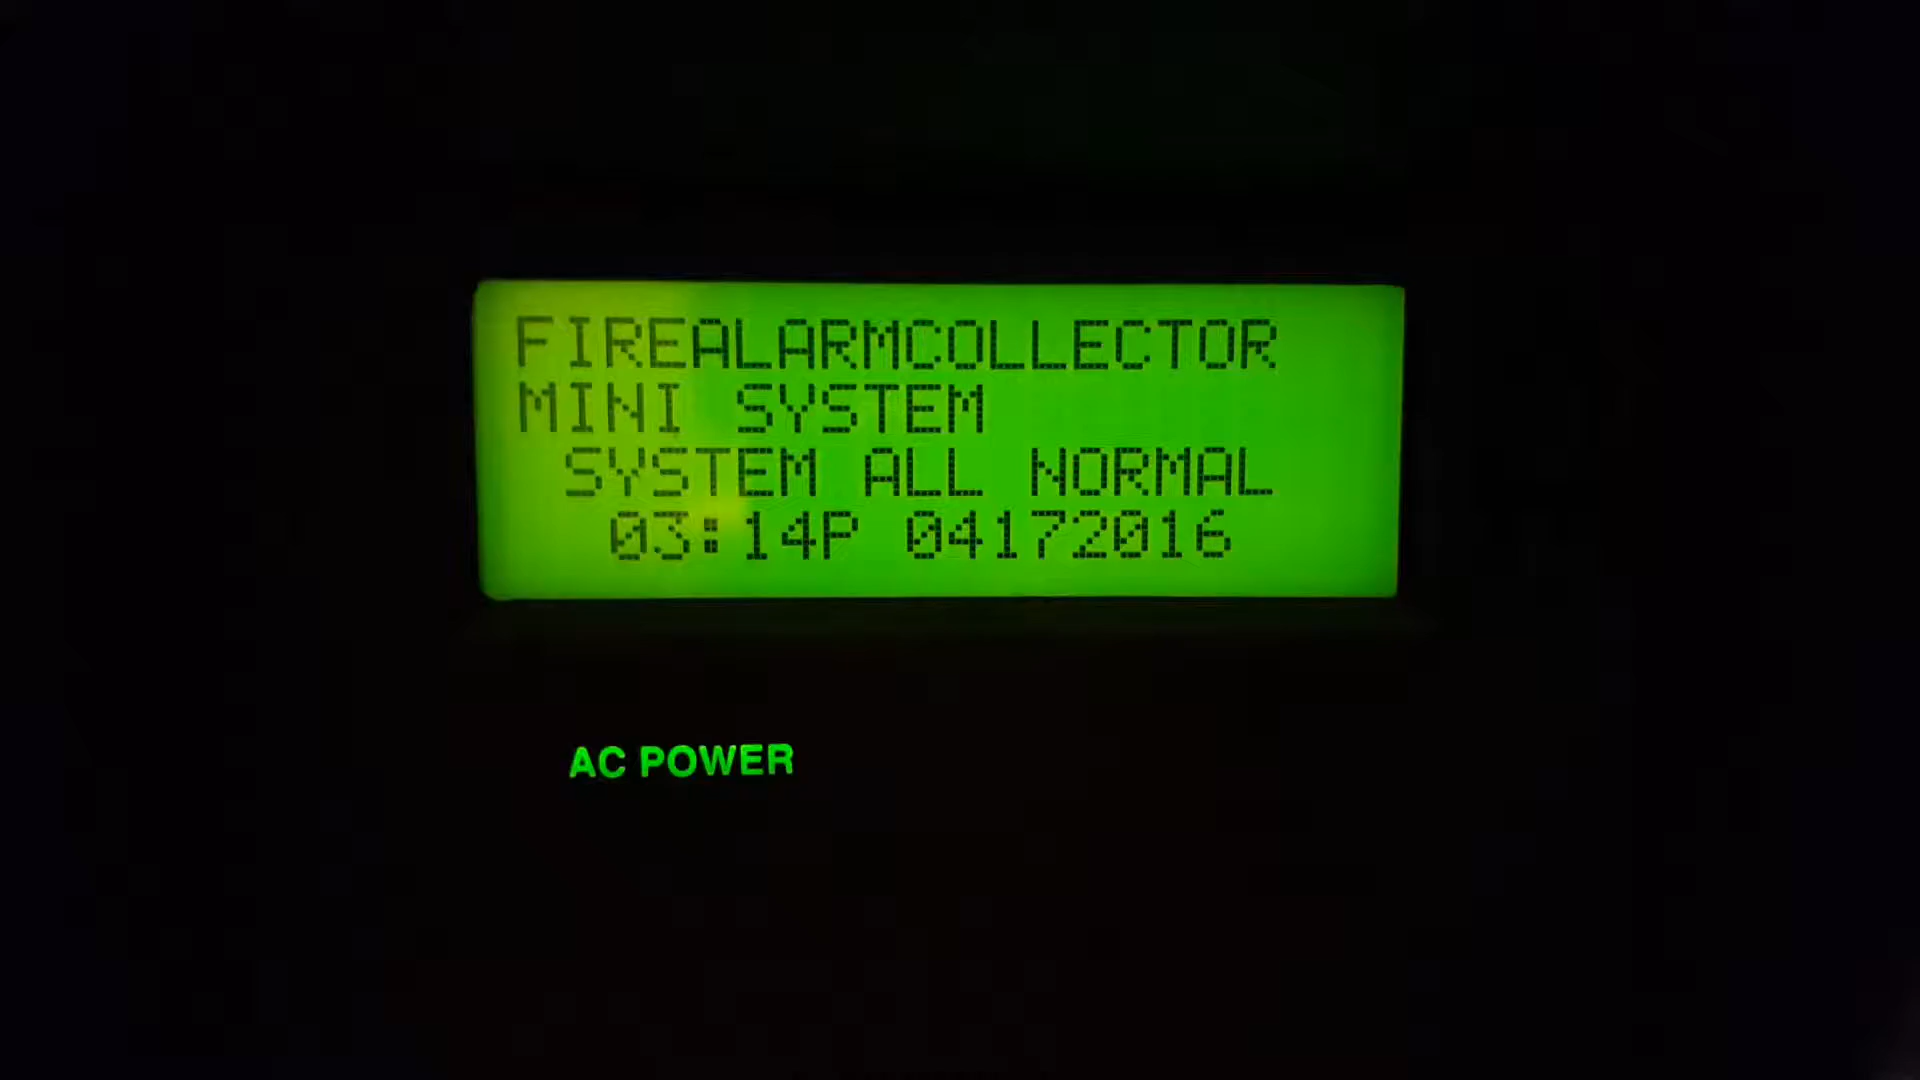 FIREALARMCOLLECTOR
MINI SYSTEM
SYSTEM ALL NORMAL
03:14P 04172016
AC POWER